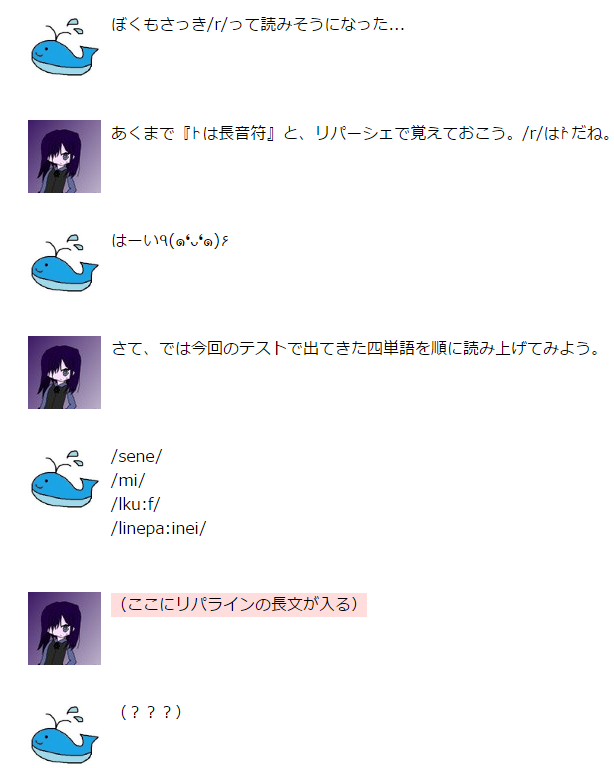 ぼくもさっき/r/って読みそうになった…
あくまで『ﾄは長音符』と、リパーシェで覚えておこう。/r/はﾄだね。
はーい٩(๑❛ᴗ❛๑)۶
さて、では今回のテストで出てきた四単語を順に読み上げてみよう。
/sene/
/mi/
/lku:f/
/linepa:inei/
（ここにリパラインの長文が入る）
（？？？）